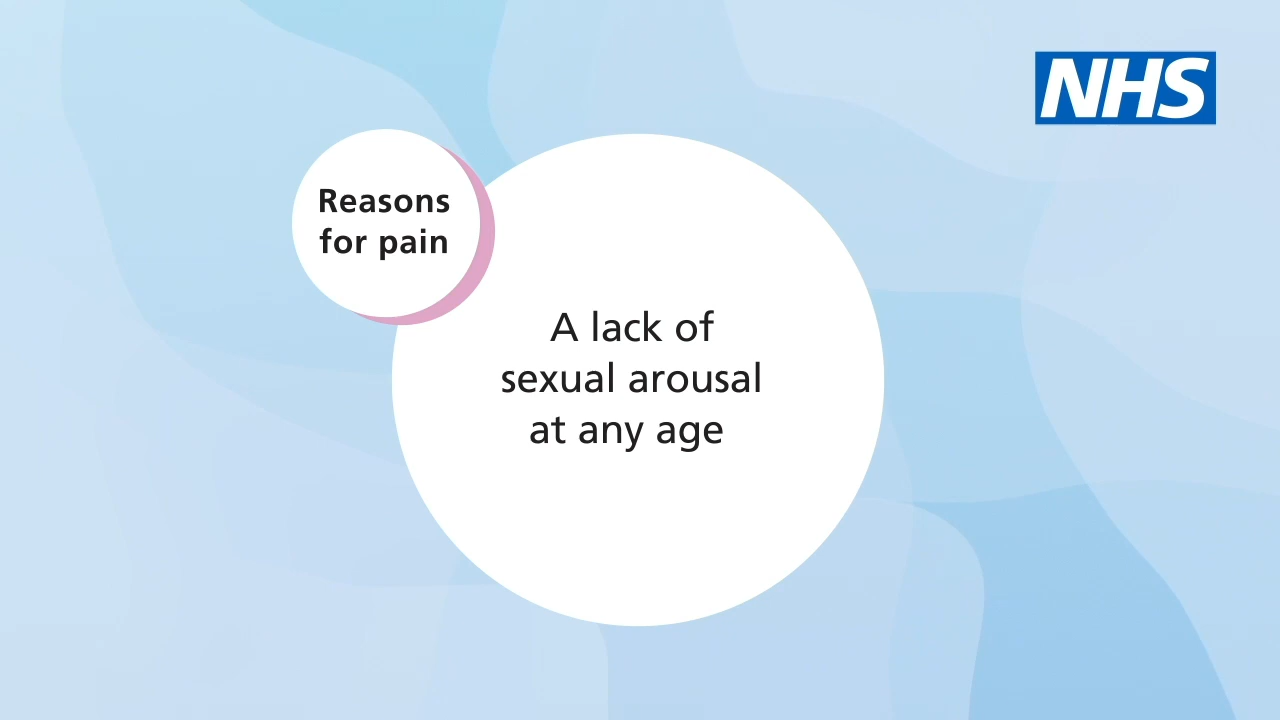 NHS
Reasons
for pain
A lack of
sexual arousal
at any age